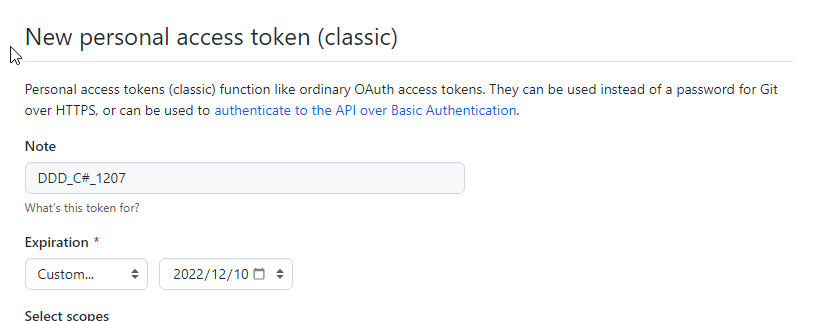 New personal access token (classic)
Personal access tokens (classic) function like ordinary OAuth access tokens. They can be used instead of a password for Git
over HTTPS, or can be used to authenticate to the API over Basic Authentication.
Note
DDD_C#_1207
What's this token for?
Expiration *
Custom... 2022/12/10
Select scopes